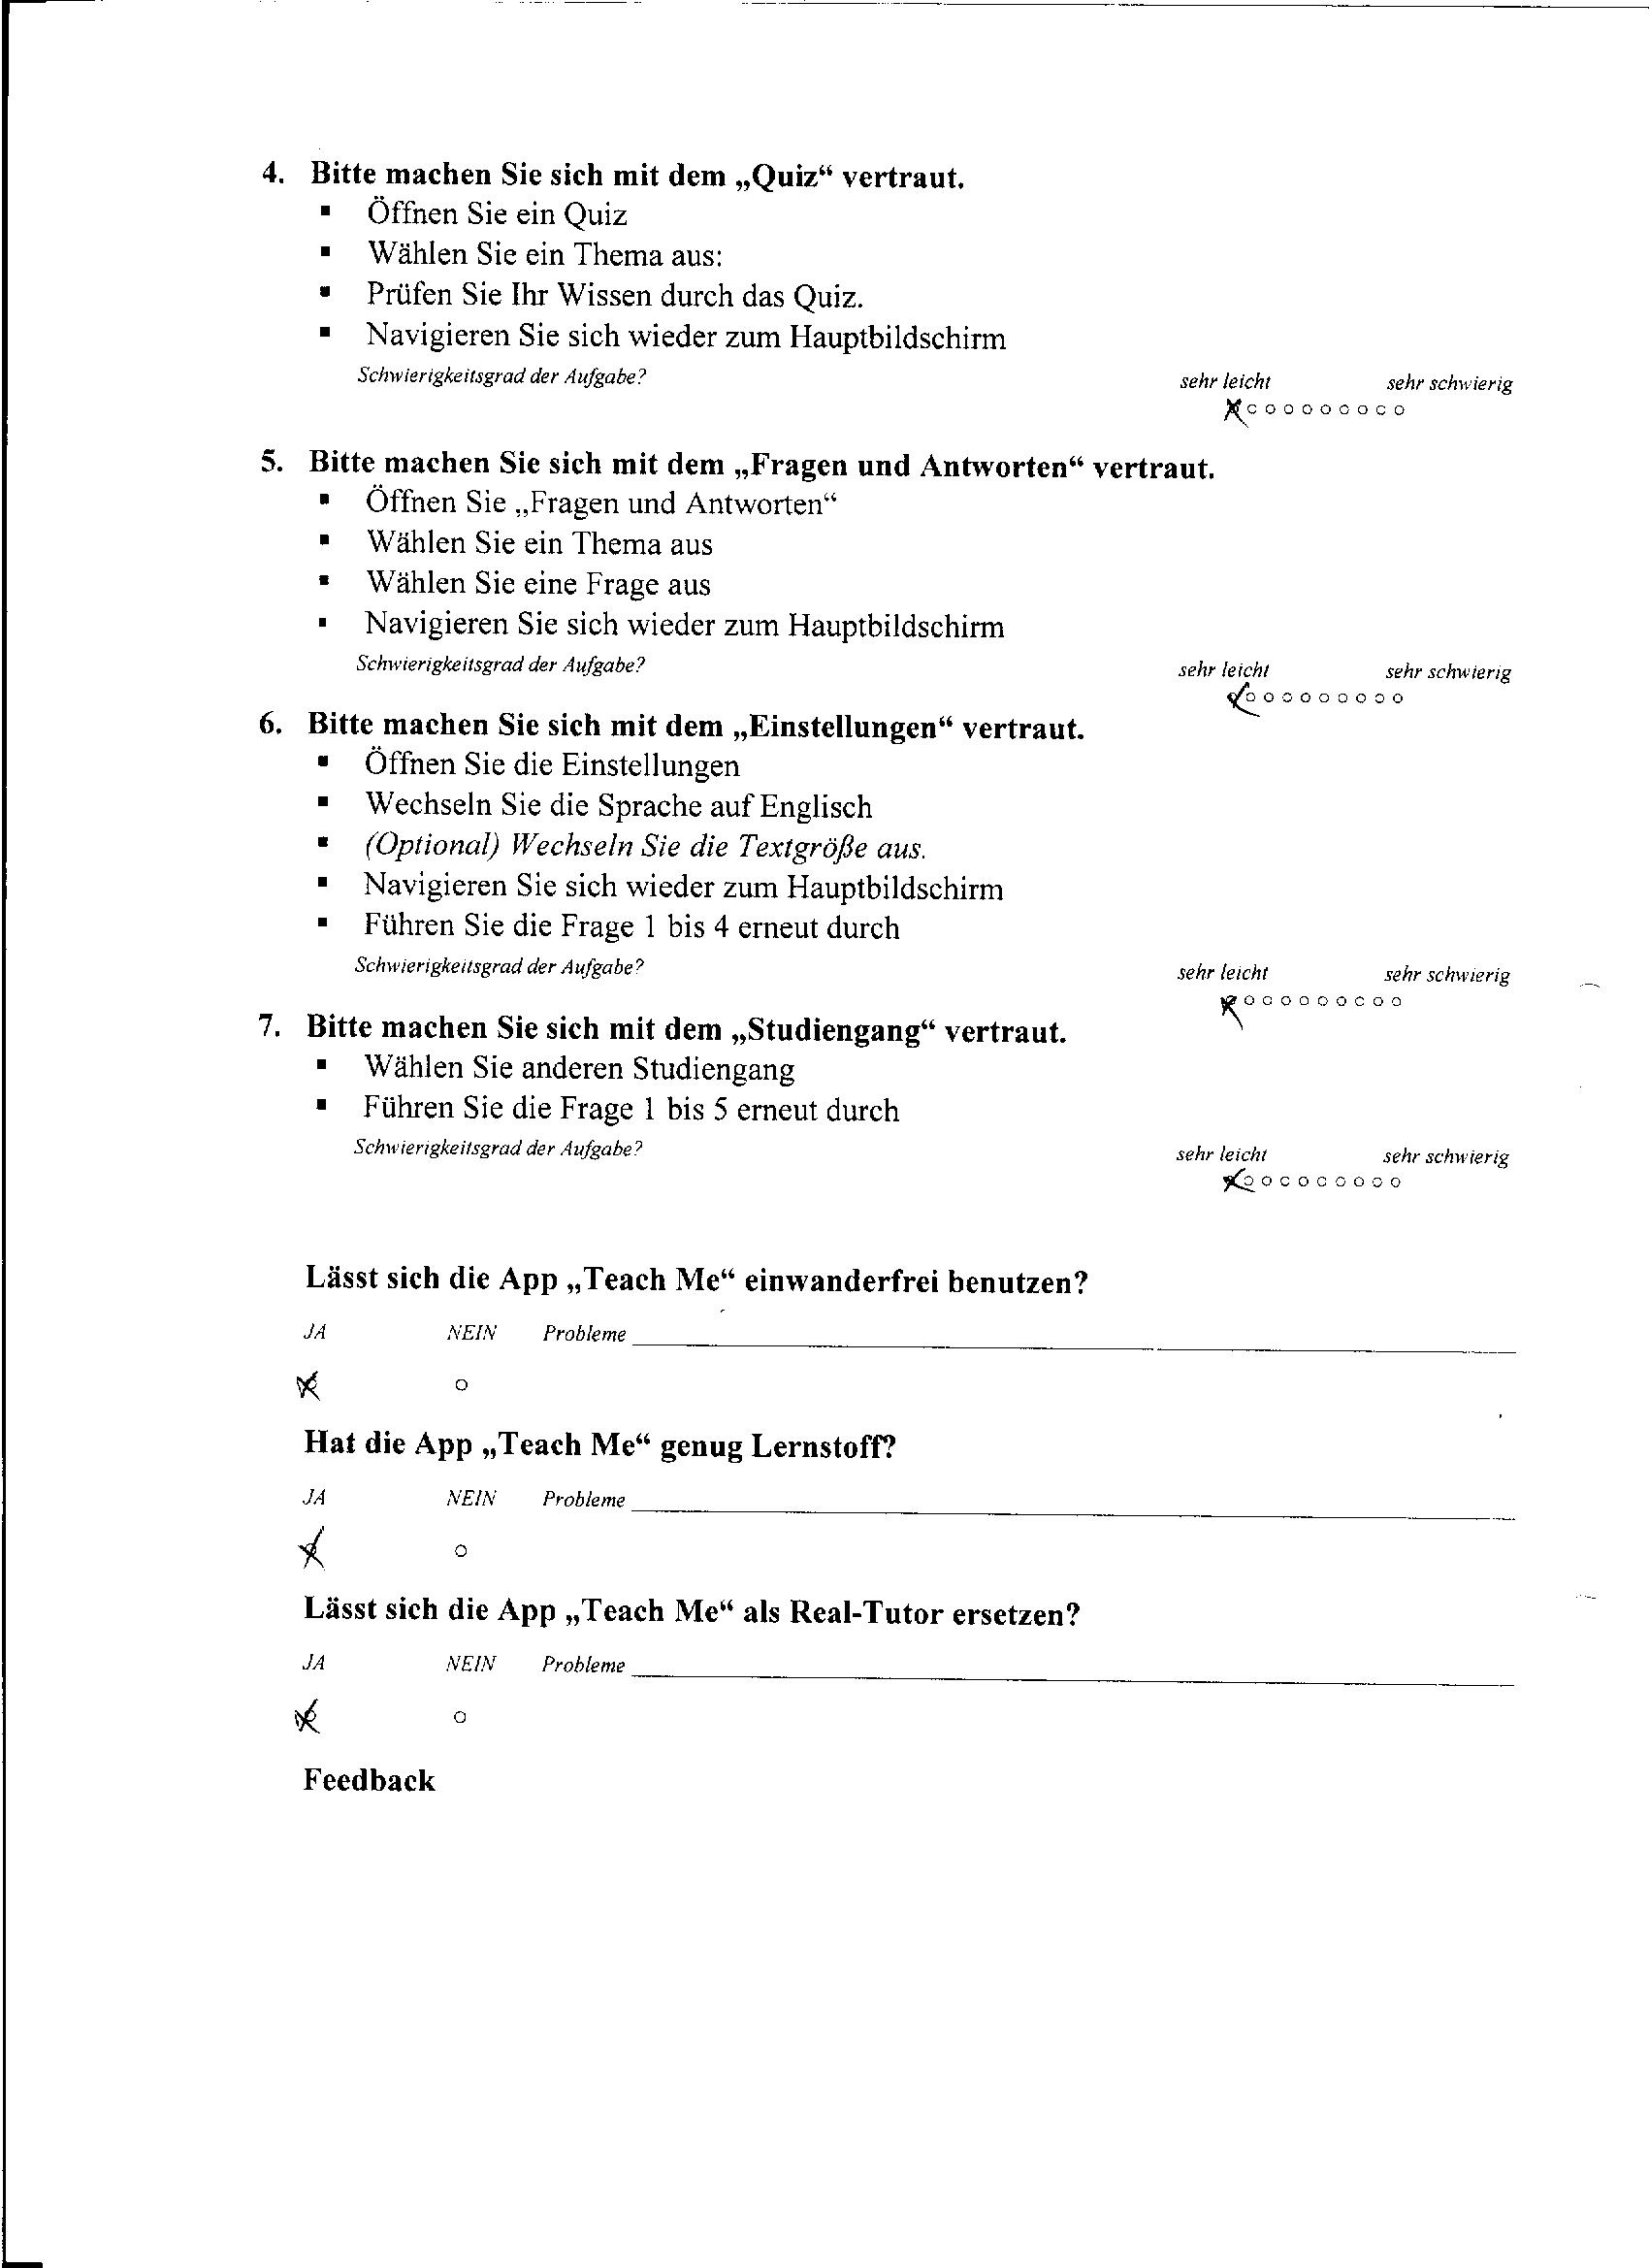 4. Bitte machen Sie sich mit dem „Quiz“ vertraut.
▪ Öffnen Sie ein Quiz
▪ Wählen Sie ein Thema aus:
▪ Prüfen Sie Ihr Wissen durch das Quiz.
▪ Navigieren Sie sich wieder zum Hauptbildschirm
Schwierigkeitsgrad der Aufgabe? sehr leicht sehr schwierig
5. Bitte machen Sie sich mit dem „Fragen und Antworten“ vertraut.
▪ Öffnen Sie „Fragen und Antworten“
▪ Wählen Sie ein Thema aus
▪ Wählen Sie eine Frage aus
▪ Navigieren Sie sich wieder zum Hauptbildschirm
Schwierigkeitsgrad der Aufgabe? sehr leicht sehr schwierig
6. Bitte machen Sie sich mit dem „Einstellungen“ vertraut.
▪ Öffnen Sie die Einstellungen
▪ Wechseln Sie die Sprache auf Englisch
▪ (Optional) Wechseln Sie die Textgröße aus.
▪ Navigieren Sie sich wieder zum Hauptbildschirm
▪ Führen Sie die Frage 1 bis 4 erneut durch
Schwierigkeitsgrad der Aufgabe? sehr leicht sehr schwierig
7. Bitte machen Sie sich mit dem „Studiengang“ vertraut.
▪ Wählen Sie anderen Studiengang
▪ Führen Sie die Frage 1 bis 5 erneut durch
Schwierigkeitsgrad der Aufgabe? sehr leicht sehr schwierig
Lässt sich die App „Teach Me“ einwanderfrei benutzen?
JA NEIN Probleme
Hat die App „Teach Me“ genug Lernstoff?
JA NEIN Probleme
Lässt sich die App „Teach Me“ als Real-Tutor ersetzen?
JA NEIN Probleme
Feedback